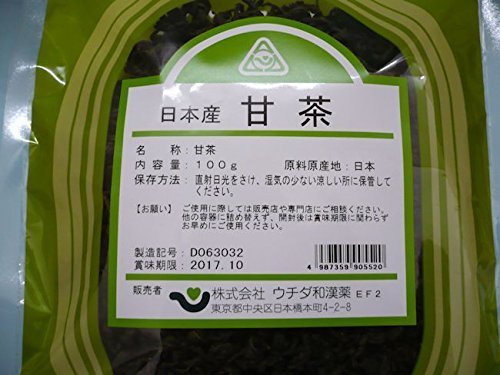 日本産 甘茶
名 称:甘茶
内容量:100g 原料原産地:日本
保存方法:直射日光をさけ、湿気の少ない涼しい所に保管して
ください。
【お願い】 ご使用に際しては販売店や専門店にご相談ください。
他の容器に詰め替えず、開封後は賞味期限に関わらず
お早めにご使用ください。
製造記号:D063032
賞味期限:2017.10
4 987359 905520
販売者 株式会社 ウチダ和漢薬 EF2
東京都中央区日本橋本町4-2-8